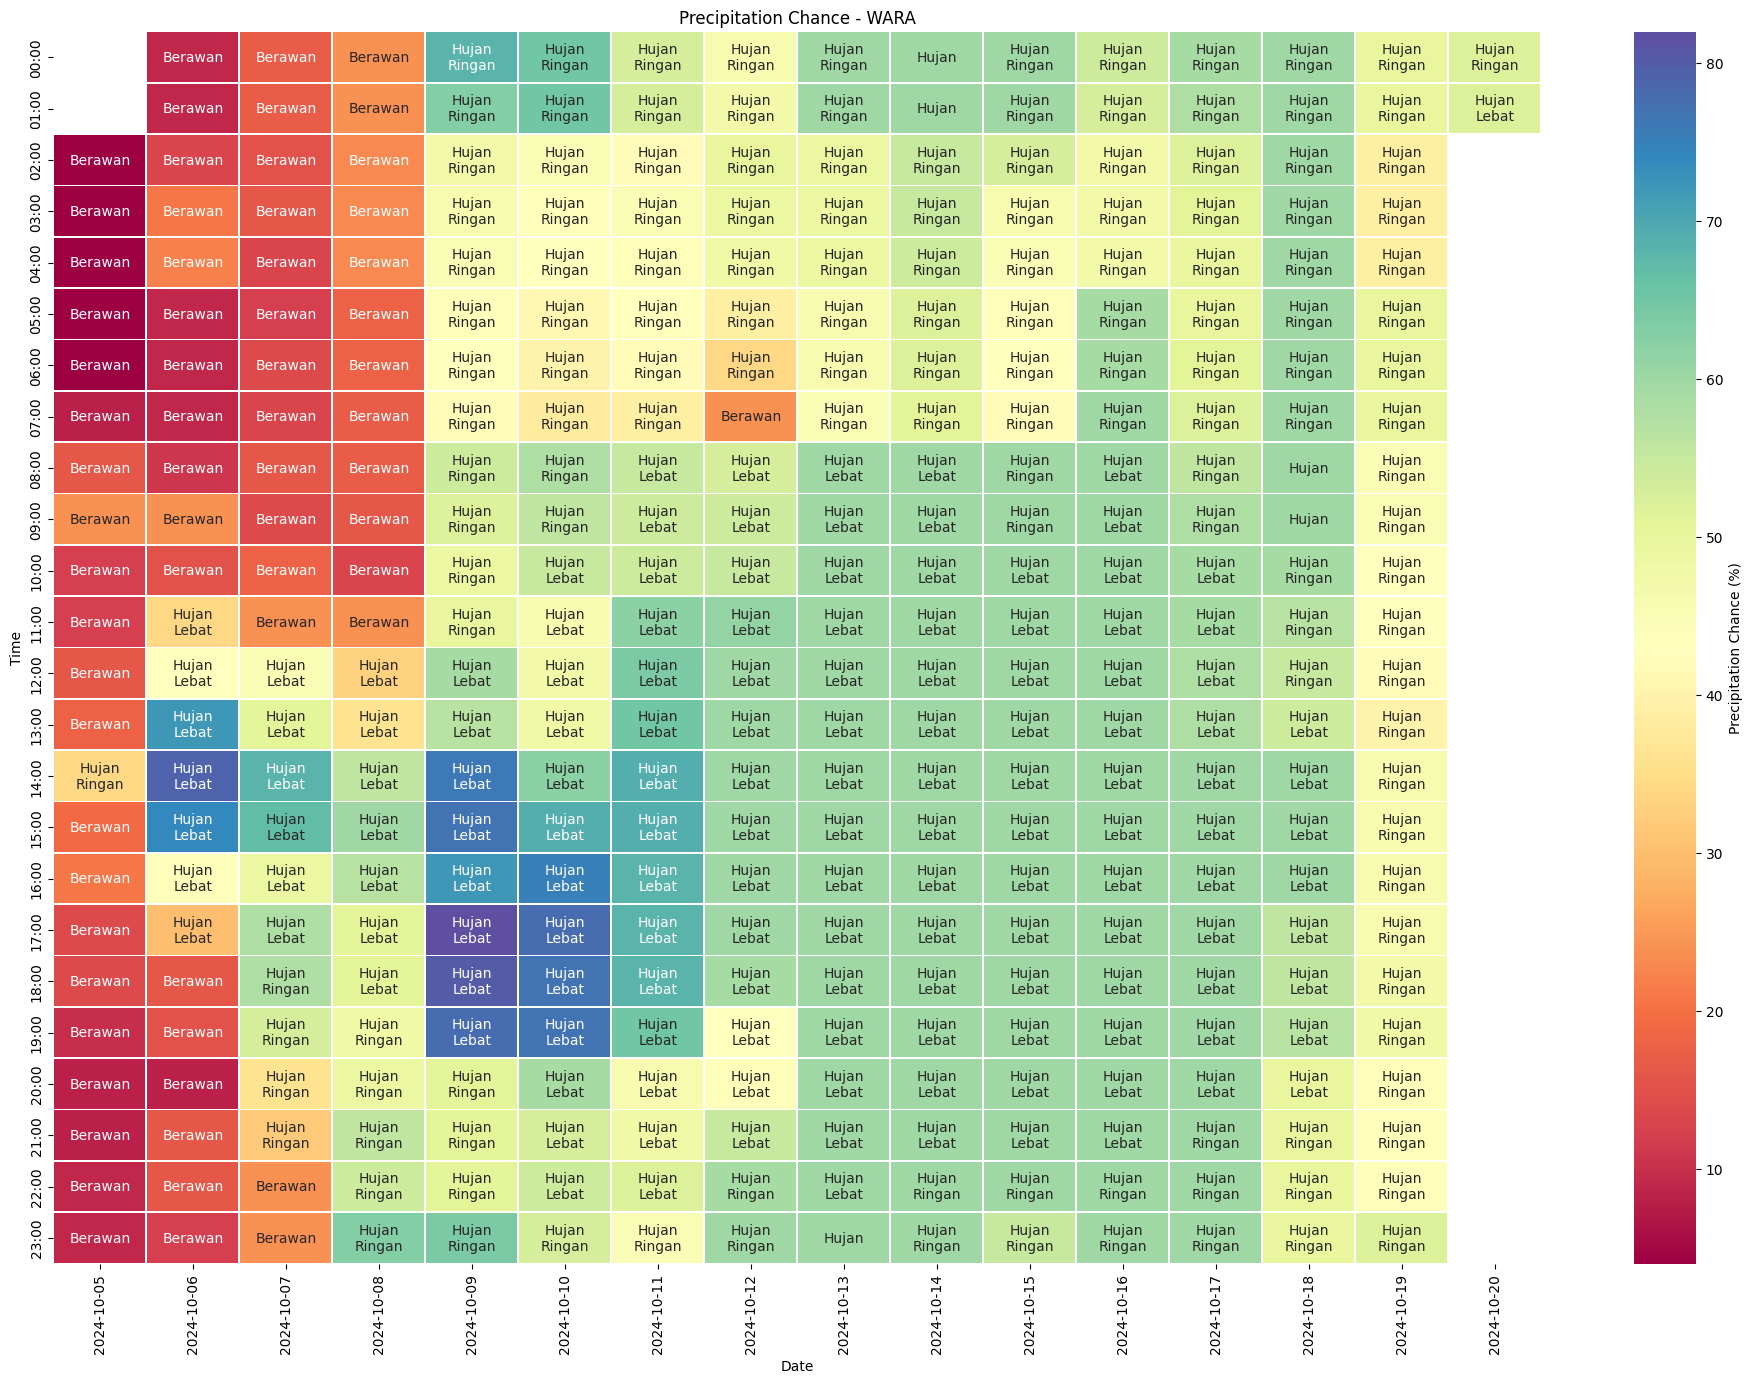 Precipitation Chance - WARA
00:00 Berawan Berawan Berawan Hujan Ringan Hujan Ringan Hujan Ringan Hujan Ringan Hujan Ringan Hujan Hujan Ringan Hujan Ringan Hujan Ringan Hujan Ringan Hujan Ringan Hujan Ringan
01:00 Berawan Berawan Berawan Hujan Ringan Hujan Ringan Hujan Ringan Hujan Ringan Hujan Ringan Hujan Hujan Ringan Hujan Ringan Hujan Ringan Hujan Ringan Hujan Ringan Hujan Lebat
02:00 Berawan Berawan Berawan Berawan Hujan Ringan Hujan Ringan Hujan Ringan Hujan Ringan Hujan Ringan Hujan Ringan Hujan Ringan Hujan Ringan Hujan Ringan Hujan Ringan Hujan Ringan
03:00 Berawan Berawan Berawan Berawan Hujan Ringan Hujan Ringan Hujan Ringan Hujan Ringan Hujan Ringan Hujan Ringan Hujan Ringan Hujan Ringan Hujan Ringan Hujan Ringan Hujan Ringan
04:00 Berawan Berawan Berawan Berawan Hujan Ringan Hujan Ringan Hujan Ringan Hujan Ringan Hujan Ringan Hujan Ringan Hujan Ringan Hujan Ringan Hujan Ringan Hujan Ringan Hujan Ringan
05:00 Berawan Berawan Berawan Berawan Hujan Ringan Hujan Ringan Hujan Ringan Hujan Ringan Hujan Ringan Hujan Ringan Hujan Ringan Hujan Ringan Hujan Ringan Hujan Ringan Hujan Ringan
06:00 Berawan Berawan Berawan Berawan Hujan Ringan Hujan Ringan Hujan Ringan Hujan Ringan Hujan Ringan Hujan Ringan Hujan Ringan Hujan Ringan Hujan Ringan Hujan Ringan Hujan Ringan
07:00 Berawan Berawan Berawan Berawan Hujan Ringan Hujan Ringan Hujan Ringan Berawan Hujan Ringan Hujan Ringan Hujan Ringan Hujan Ringan Hujan Ringan Hujan Ringan Hujan Ringan
08:00 Berawan Berawan Berawan Berawan Hujan Ringan Hujan Ringan Hujan Lebat Hujan Lebat Hujan Lebat Hujan Lebat Hujan Ringan Hujan Lebat Hujan Ringan Hujan Hujan Ringan
09:00 Berawan Berawan Berawan Berawan Hujan Ringan Hujan Ringan Hujan Lebat Hujan Lebat Hujan Lebat Hujan Lebat Hujan Ringan Hujan Lebat Hujan Ringan Hujan Hujan Ringan
10:00 Berawan Berawan Berawan Berawan Hujan Ringan Hujan Lebat Hujan Lebat Hujan Lebat Hujan Lebat Hujan Lebat Hujan Lebat Hujan Lebat Hujan Lebat Hujan Ringan Hujan Ringan
11:00 Berawan Hujan Lebat Berawan Berawan Hujan Ringan Hujan Lebat Hujan Lebat Hujan Lebat Hujan Lebat Hujan Lebat Hujan Lebat Hujan Lebat Hujan Lebat Hujan Ringan Hujan Ringan
12:00 Berawan Hujan Lebat Hujan Lebat Hujan Lebat Hujan Lebat Hujan Lebat Hujan Lebat Hujan Lebat Hujan Lebat Hujan Lebat Hujan Lebat Hujan Lebat Hujan Lebat Hujan Ringan Hujan Ringan
13:00 Berawan Hujan Lebat Hujan Lebat Hujan Lebat Hujan Lebat Hujan Lebat Hujan Lebat Hujan Lebat Hujan Lebat Hujan Lebat Hujan Lebat Hujan Lebat Hujan Lebat Hujan Lebat Hujan Ringan
14:00 Hujan Ringan Hujan Lebat Hujan Lebat Hujan Lebat Hujan Lebat Hujan Lebat Hujan Lebat Hujan Lebat Hujan Lebat Hujan Lebat Hujan Lebat Hujan Lebat Hujan Lebat Hujan Lebat Hujan Ringan
15:00 Berawan Hujan Lebat Hujan Lebat Hujan Lebat Hujan Lebat Hujan Lebat Hujan Lebat Hujan Lebat Hujan Lebat Hujan Lebat Hujan Lebat Hujan Lebat Hujan Lebat Hujan Lebat Hujan Ringan
16:00 Berawan Hujan Lebat Hujan Lebat Hujan Lebat Hujan Lebat Hujan Lebat Hujan Lebat Hujan Lebat Hujan Lebat Hujan Lebat Hujan Lebat Hujan Lebat Hujan Lebat Hujan Lebat Hujan Ringan
17:00 Berawan Hujan Lebat Hujan Lebat Hujan Lebat Hujan Lebat Hujan Lebat Hujan Lebat Hujan Lebat Hujan Lebat Hujan Lebat Hujan Lebat Hujan Lebat Hujan Lebat Hujan Lebat Hujan Ringan
18:00 Berawan Berawan Hujan Ringan Hujan Lebat Hujan Lebat Hujan Lebat Hujan Lebat Hujan Lebat Hujan Lebat Hujan Lebat Hujan Lebat Hujan Lebat Hujan Lebat Hujan Lebat Hujan Ringan
19:00 Berawan Berawan Hujan Ringan Hujan Ringan Hujan Lebat Hujan Lebat Hujan Lebat Hujan Lebat Hujan Lebat Hujan Lebat Hujan Lebat Hujan Lebat Hujan Lebat Hujan Lebat Hujan Ringan
20:00 Berawan Berawan Hujan Ringan Hujan Ringan Hujan Ringan Hujan Lebat Hujan Lebat Hujan Lebat Hujan Lebat Hujan Lebat Hujan Lebat Hujan Lebat Hujan Lebat Hujan Lebat Hujan Ringan
21:00 Berawan Berawan Hujan Ringan Hujan Ringan Hujan Ringan Hujan Lebat Hujan Lebat Hujan Lebat Hujan Lebat Hujan Lebat Hujan Lebat Hujan Lebat Hujan Ringan Hujan Ringan Hujan Ringan
22:00 Berawan Berawan Berawan Hujan Ringan Hujan Ringan Hujan Lebat Hujan Lebat Hujan Ringan Hujan Lebat Hujan Ringan Hujan Ringan Hujan Ringan Hujan Ringan Hujan Ringan Hujan Ringan
23:00 Berawan Berawan Berawan Hujan Ringan Hujan Ringan Hujan Ringan Hujan Ringan Hujan Ringan Hujan Hujan Ringan Hujan Ringan Hujan Ringan Hujan Ringan Hujan Ringan Hujan Ringan
Time
2024-10-05 2024-10-06 2024-10-07 2024-10-08 2024-10-09 2024-10-10 2024-10-11 2024-10-12 2024-10-13 2024-10-14 2024-10-15 2024-10-16 2024-10-17 2024-10-18 2024-10-19 2024-10-20
Date
80
70
60
50
40
30
20
10
Precipitation Chance (%)